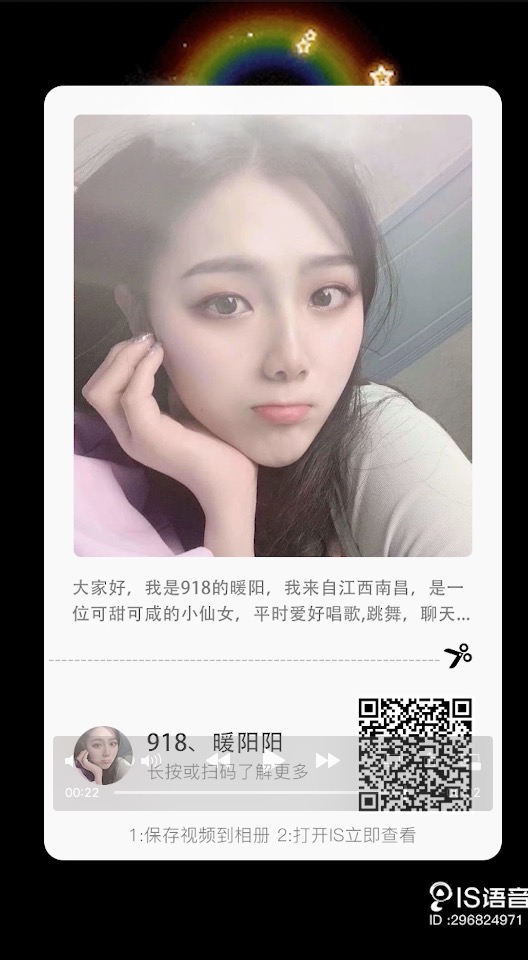 大家好，我是918的暖阳，我来自江西南昌，是一
位可甜可咸的小仙女，平时爱好唱歌,跳舞，聊天...
918、暖阳阳
长按或扫码了解更多
00:22
1:保存视频到相册 2:打开IS立即查看
IS语音
ID :296824971